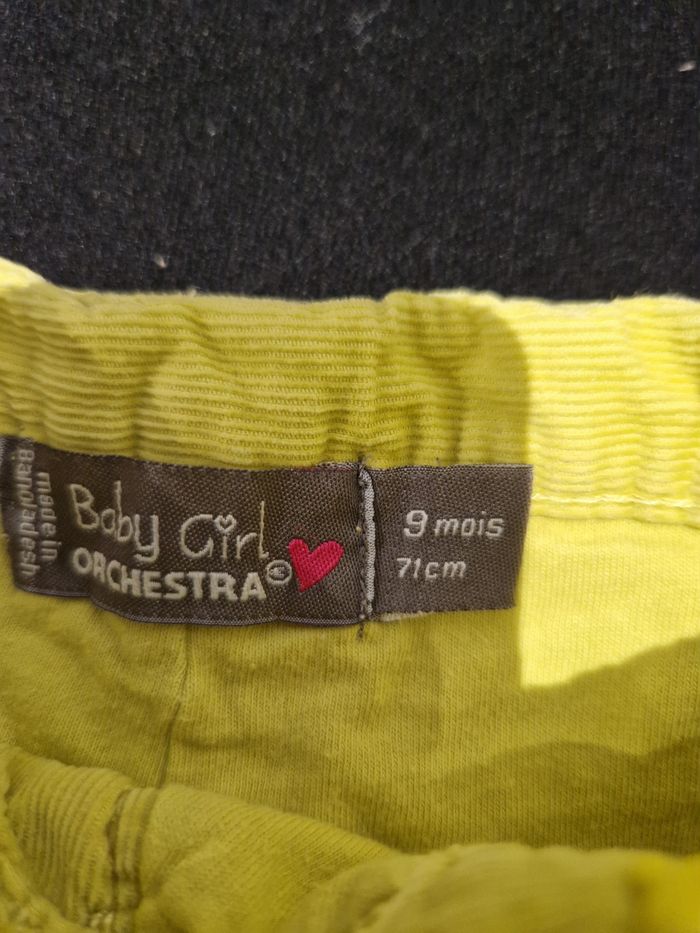 made in
Bangladesh
Baby Girl
ORCHESTRA©
9 mois
71cm